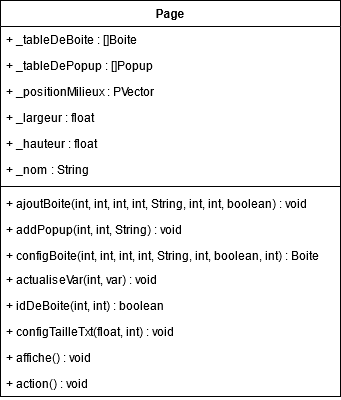 Page
+ _tableDeBoite : []Boite
+ _tableDePopup : []Popup
+ _positionMilieux : PVector
+ _largeur : float
+ _hauteur : float
+ _nom : String
+ ajoutBoite(int, int, int, int, String, int, int, boolean) : void
+ addPopup(int, int, String) : void
+ configBoite(int, int, int, int, String, int, boolean, int) : Boite
+ actualiseVar(int, var) : void
+ idDeBoite(int, int) : boolean
+ configTailleTxt(float, int) : void
+ affiche() : void
+ action() : void